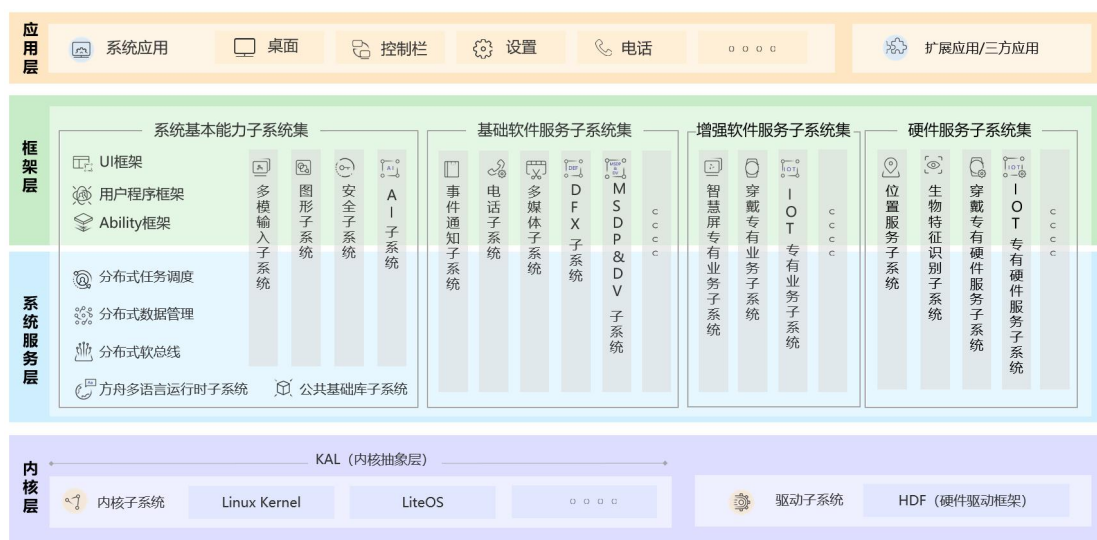 应用层
系统应用
桌面
控制栏
设置
电话
扩展应用/三方应用
框架层
系统基本能力子系统集
UI框架
用户程序框架
Ability框架
多模输入子系统
图形子系统
安全子系统
AI子系统
基础软件服务子系统集
事件通知子系统
电话子系统
多媒体子系统
DFX 子系统
MSDP&DV 子系统
增强软件服务子系统集
智慧屏专有业务子系统
穿戴专有业务子系统
IOT 专有业务子系统
硬件服务子系统集
位置服务子系统
生物特征识别子系统
穿戴专有硬件服务子系统
IOT 专有硬件服务子系统
系统服务层
分布式任务调度
分布式数据管理
分布式软总线
方舟多语言运行时子系统
公共基础库子系统
内核层
KAL（内核抽象层）
内核子系统
Linux Kernel
LiteOS
驱动子系统
HDF（硬件驱动框架）